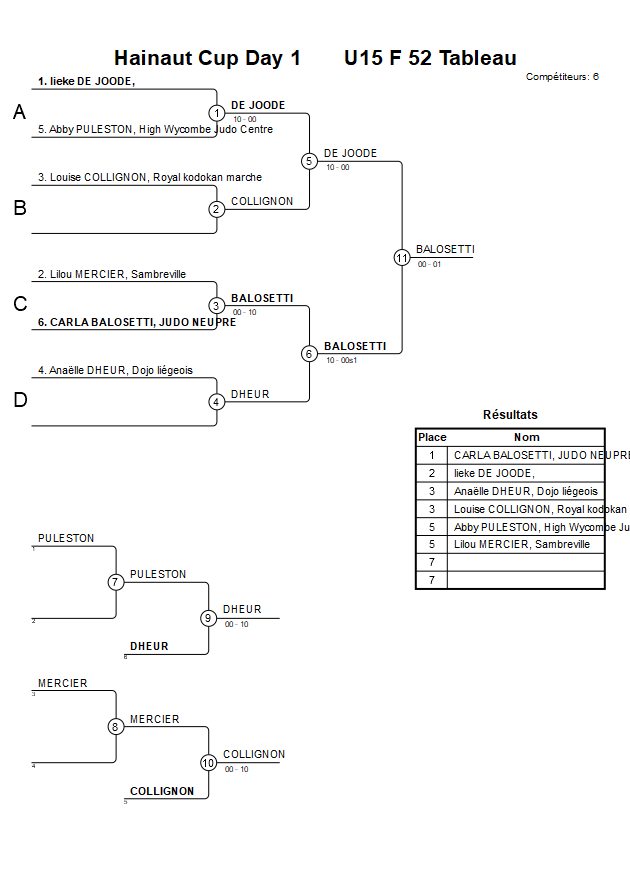 Hainaut Cup Day 1 U15 F 52 Tableau
Compétiteurs: 6
1. lieke DE JOODE,
A
1
DE JOODE
10 - 00
5. Abby PULESTON, High Wycombe Judo Centre
5
DE JOODE
10 - 00
3. Louise COLLIGNON, Royal kodokan marche
B
2
COLLIGNON
11
BALOSETTI
00 - 01
2. Lilou MERCIER, Sambreville
C
3
BALOSETTI
00 - 10
6. CARLA BALOSETTI, JUDO NEUPRE
6
BALOSETTI
10 - 00s1
4. Anaëlle DHEUR, Dojo liégeois
D
4
DHEUR
Résultats
Place Nom
1 CARLA BALOSETTI, JUDO NEUPRE
2 lieke DE JOODE,
3 Anaëlle DHEUR, Dojo liégeois
3 Louise COLLIGNON, Royal kodokan
5 Abby PULESTON, High Wycombe Ju
5 Lilou MERCIER, Sambreville
7
7
PULESTON
1
7
PULESTON
2
9
DHEUR
00 - 10
DHEUR
6
MERCIER
3
8
MERCIER
4
10
COLLIGNON
00 - 10
COLLIGNON
5